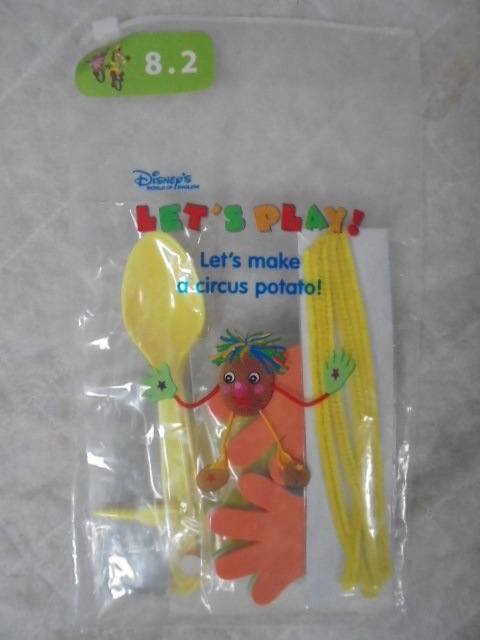 8.2
Disney's
WORLD OF ENGLISH
LET'S PLAY!
Let's make
a circus potato!